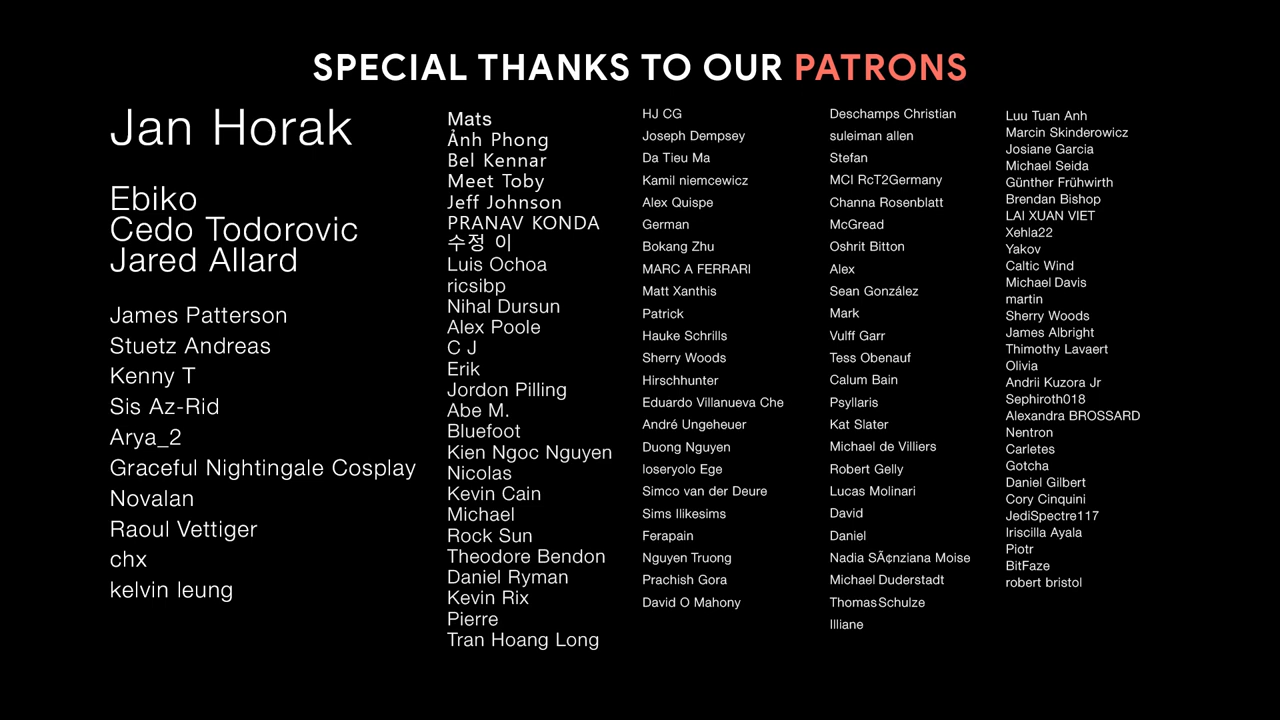 SPECIAL THANKS TO OUR PATRONS
Jan Horak
Ebiko
Cedo Todorovic
Jared Allard
James Patterson
Stuetz Andreas
Kenny T
Sis Az-Rid
Arya_2
Graceful Nightingale Cosplay
Novalan
Raoul Vettiger
chx
kelvin leung
Mats
Ảnh Phong
Bel Kennar
Meet Toby
Jeff Johnson
PRANAV KONDA
수정 이
Luis Ochoa
ricsibp
Nihal Dursun
Alex Poole
C J
Erik
Jordon Pilling
Abe M.
Bluefoot
Kien Ngoc Nguyen
Nicolas
Kevin Cain
Michael
Rock Sun
Theodore Bendon
Daniel Ryman
Kevin Rix
Pierre
Tran Hoang Long
HJ CG
Joseph Dempsey
Da Tieu Ma
Kamil niemcewicz
Alex Quispe
German
Bokang Zhu
MARC A FERRARI
Matt Xanthis
Patrick
Hauke Schrills
Sherry Woods
Hirschhunter
Eduardo Villanueva Che
André Ungeheuer
Duong Nguyen
loseryolo Ege
Simco van der Deure
Sims Ilikesims
Ferapain
Nguyen Truong
Prachish Gora
David O Mahony
Deschamps Christian
suleiman allen
Stefan
MCI RcT2Germany
Channa Rosenblatt
McGread
Oshrit Bitton
Alex
Sean González
Mark
Vulff Garr
Tess Obenauf
Calum Bain
Psyllaris
Kat Slater
Michael de Villiers
Robert Gelly
Lucas Molinari
David
Daniel
Nadia SÃ¢nziana Moise
Michael Duderstadt
Thomas Schulze
Illiane
Luu Tuan Anh
Marcin Skinderowicz
Josiane Garcia
Michael Seida
Günther Frühwirth
Brendan Bishop
LAI XUAN VIET
Xehla22
Yakov
Caltic Wind
Michael Davis
martin
Sherry Woods
James Albright
Thimothy Lavaert
Olivia
Andrii Kuzora Jr
Sephiroth018
Alexandra BROSSARD
Nentron
Carletes
Gotcha
Daniel Gilbert
Cory Cinquini
JediSpectre117
Iriscilla Ayala
Piotr
BitFaze
robert bristol